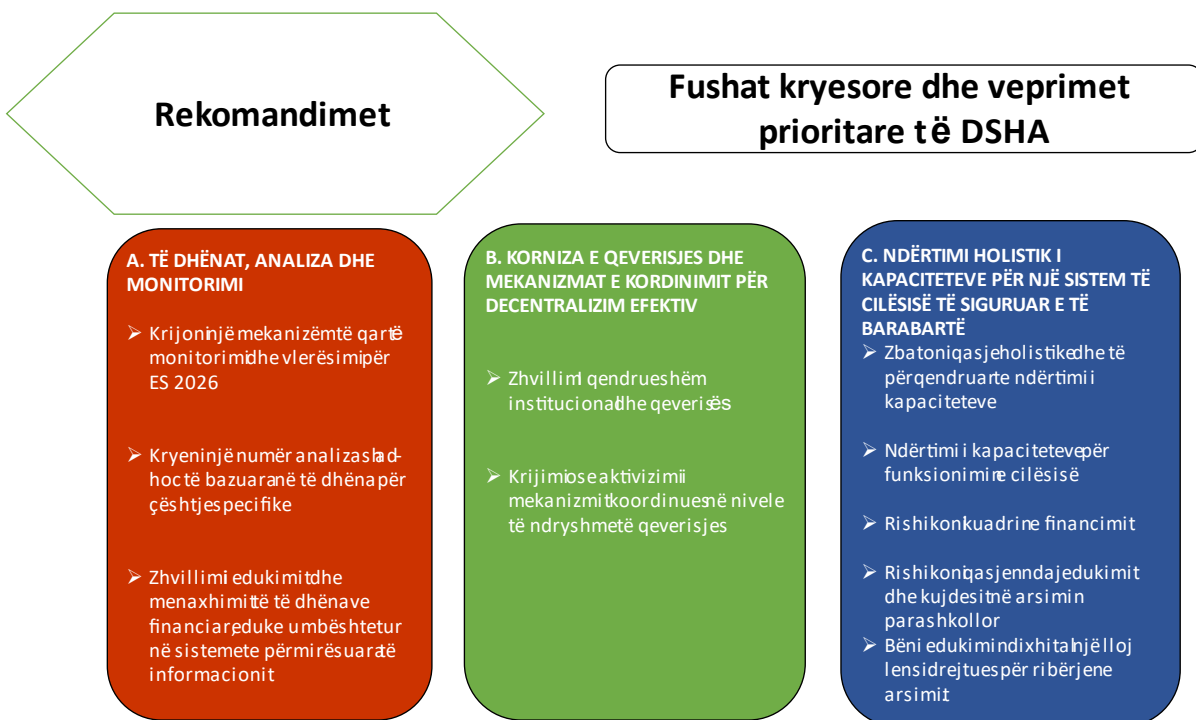 Rekomandimet
Fushat kryesore dhe veprimet
prioritare të DSHA
A. TË DHËNAT, ANALIZA DHE
MONITORIMI
➢ Krijoni një mekanizëm të qartë
monitorimi dhe vlerësimi për
ES 2026
➢ Kryeni një numër analizash ad-
hoc të bazuara në të dhëna për
çështje specifike
➢ Zhvillimi edukimit dhe
menaxhimit të të dhënave
financiare, duke u mbështetur
në sistemet e përmirësuara të
informacionit
B. KORNIZA E QEVERISJES DHE
MEKANIZMAT E KORDINIMIT PËR
DECENTRALIZIM EFEKTIV
➢ Zhvillimi qendrueshëm
institucional dhe qeverisës
➢ Krijimi ose aktivizimi i
mekanizmit koordinues në nivele
të ndryshme të qeverisjes
C. NDËRTIMI HOLISTIK I
KAPACITETEVE PËR NJË SISTEM TË
CILËSISË TË SIGURUAR E TË
BARABARTË
➢ Zbatoni qasje holistike dhe të
përqendruar te ndërtimi i
kapaciteteve
➢ Ndërtimi i kapaciteteve për
funksionimin e cilësisë
➢ Rishikoni kuadrin e financimit
➢ Rishikoni qasjen ndaj edukimit
dhe kujdesit në arsimin
parashkollor
➢ Bëni edukimin dixhital një lloj
lensi drejtues për ribërjen e
arsimit.